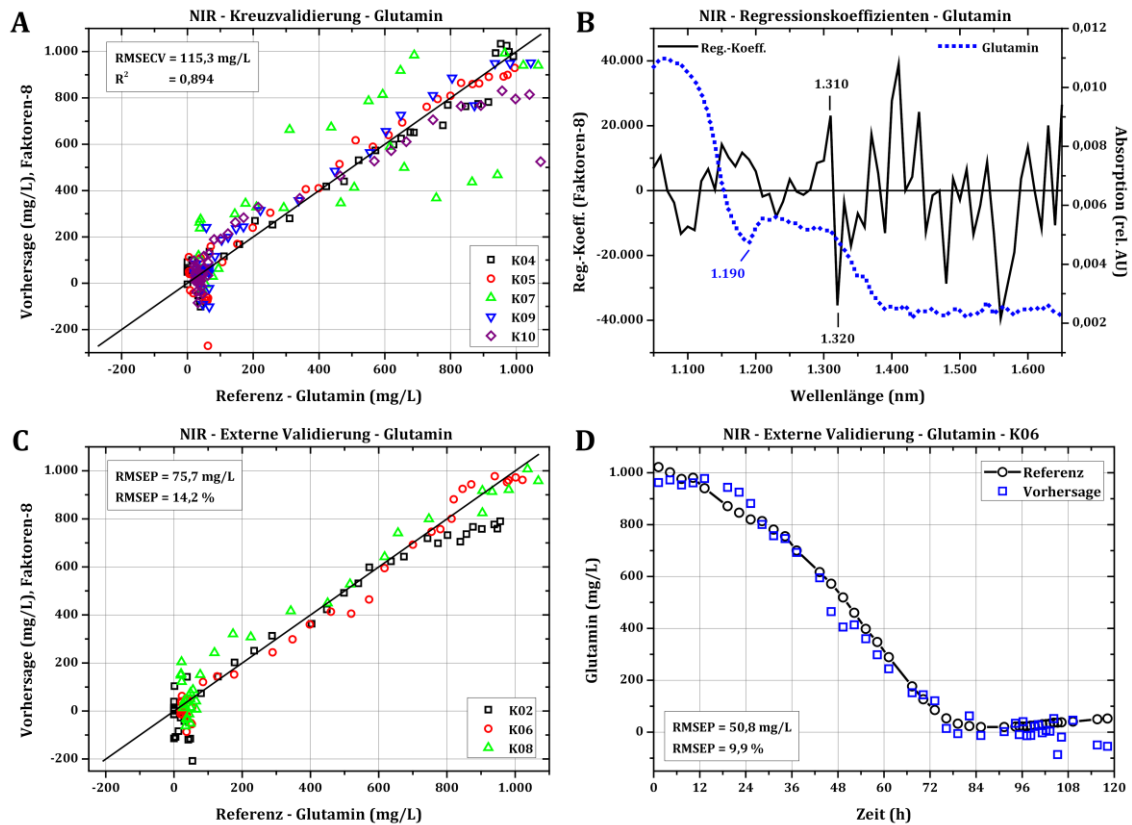 A
NIR - Kreuzvalidierung - Glutamin
RMSECV = 115,3 mg/L
R² = 0,894
Vorhersage (mg/L), Faktoren-8
1.000
800
600
400
200
0
-200
K04
K05
K07
K09
K10
-200 0 200 400 600 800 1.000
Referenz - Glutamin (mg/L)
B
NIR - Regressionskoeffizienten - Glutamin
Reg.-Koeff.
Glutamin
Reg.-Koeff. (Faktoren-8)
40.000
20.000
0
-20.000
-40.000
1.310
1.190
1.320
0,012
0,010
0,008
0,006
0,004
0,002
Absorption (rel. AU)
1.100 1.200 1.300 1.400 1.500 1.600
Wellenlänge (nm)
C
NIR - Externe Validierung - Glutamin
RMSEP = 75,7 mg/L
RMSEP = 14,2 %
Vorhersage (mg/L), Faktoren-8
1.000
800
600
400
200
0
-200
K02
K06
K08
-200 0 200 400 600 800 1.000
Referenz - Glutamin (mg/L)
D
NIR - Externe Validierung - Glutamin - K06
Referenz
Vorhersage
Glutamin (mg/L)
1.000
800
600
400
200
0
RMSEP = 50,8 mg/L
RMSEP = 9,9 %
0 12 24 36 48 60 72 84 96 108 120
Zeit (h)